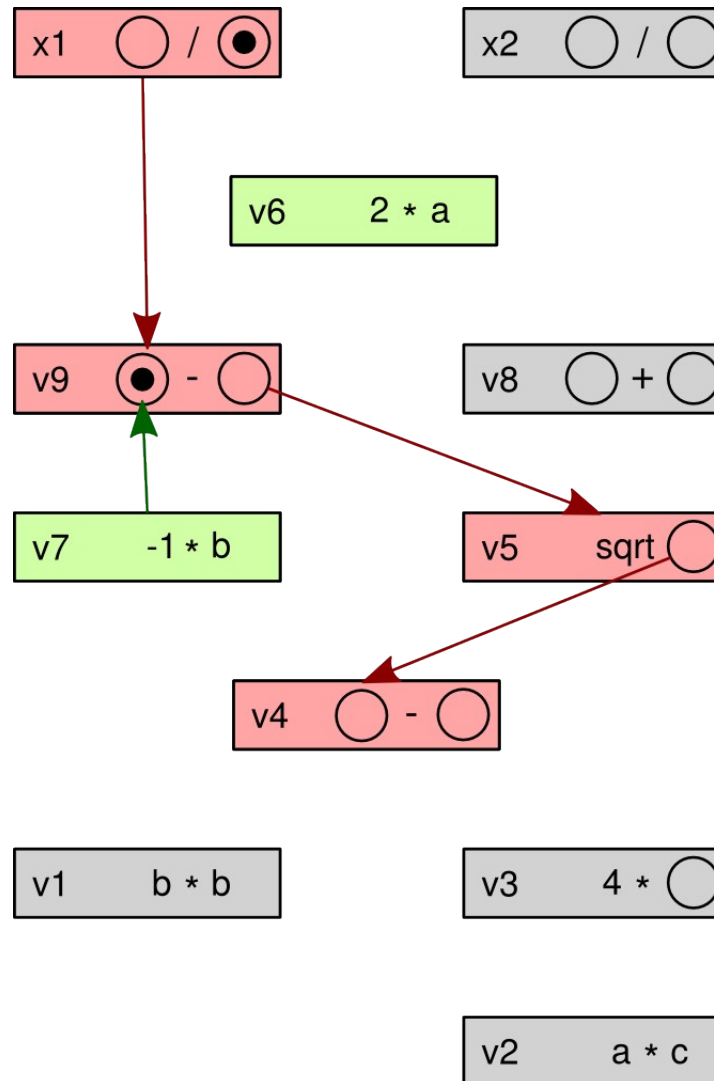 x1 /
x2 /
v6 2 * a
v9 -
v8 +
v7 -1 * b
v5 sqrt
v4 -
v1 b * b
v3 4 *
v2 a * c